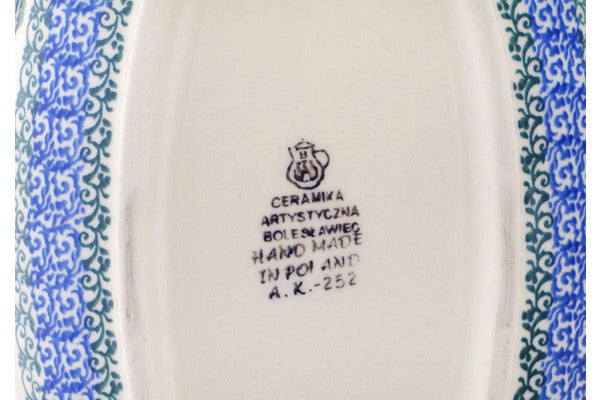 CERAMIKA
ARTYSTYCZNA
BOLESŁAWIEC
HAND MADE
IN POLAND
A.K.-252